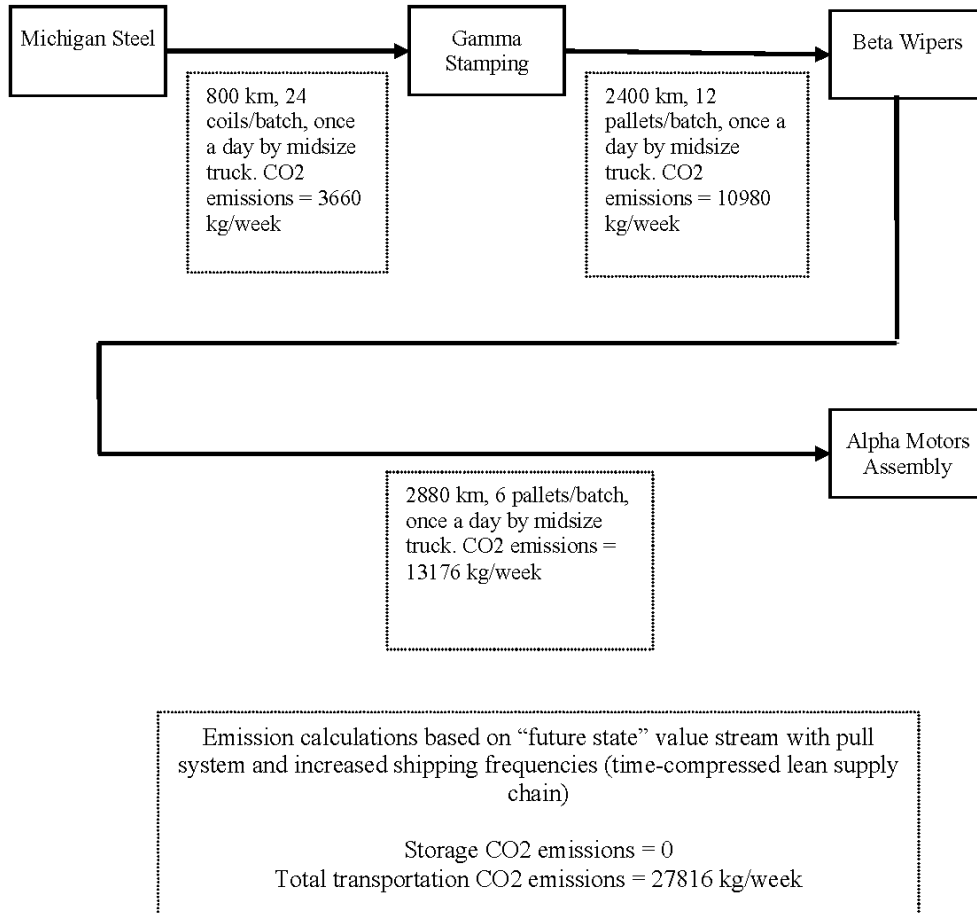 Michigan Steel
Gamma
Stamping
Beta Wipers
800 km, 24
coils/batch, once
a day by midsize
truck. CO2
emissions = 3660
kg/week
2400 km, 12
pallets/batch, once a
day by midsize
truck. CO2
emissions = 10980
kg/week
Alpha Motors
Assembly
2880 km, 6 pallets/batch,
once a day by midsize
truck. CO2 emissions =
13176 kg/week
Emission calculations based on “future state” value stream with pull
system and increased shipping frequencies (time-compressed lean supply
chain)
Storage CO2 emissions = 0
Total transportation CO2 emissions = 27816 kg/week